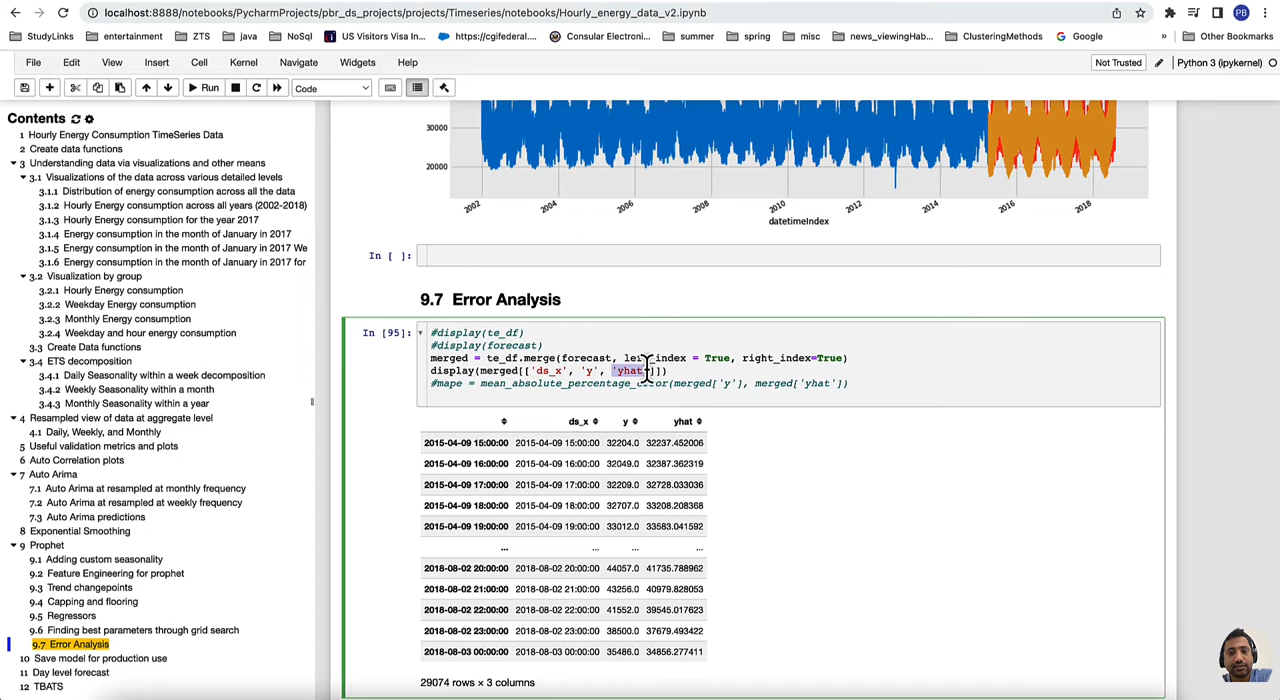 localhost:8888/notebooks/PycharmProjects/pbr_ds_projects/projects/Timeseries/notebooks/Hourly_energy_data_v2.ipynb
PB
StudyLinks entertainment ZTS java NoSql US Visitors Visa In... https://cgifederal.... Consular Electroni... summer spring misc news_viewingHab... ClusteringMethods Google » Other Bookmarks
File Edit View Insert Cell Kernel Navigate Widgets Help Not Trusted Python 3 (ipykernel)
Run Code
Contents
1 Hourly Energy Consumption TimeSeries Data
2 Create data functions
3 Understanding data via visualizations and other means
3.1 Visualizations of the data across various detailed levels
3.1.1 Distribution of energy consumption across all the data
3.1.2 Hourly Energy consumption across all years (2002-2018)
3.1.3 Hourly Energy consumption for the year 2017
3.1.4 Energy consumption in the month of January in 2017
3.1.5 Energy consumption in the month of January in 2017 We
3.1.6 Energy consumption in the month of January in 2017 for
3.2 Visualization by group
3.2.1 Hourly Energy consumption
3.2.2 Weekday Energy consumption
3.2.3 Monthly Energy consumption
3.2.4 Weekday and hour energy consumption
3.3 Create Data functions
3.4 ETS decomposition
3.4.1 Daily Seasonality within a week decomposition
3.4.2 Weekly Seasonality within a month
3.4.3 Monthly Seasonality within a year
4 Resampled view of data at aggregate level
4.1 Daily, Weekly, and Monthly
5 Useful validation metrics and plots
6 Auto Correlation plots
7 Auto Arima
7.1 Auto Arima at resampled at monthly frequency
7.2 Auto Arima at resampled at weekly frequency
7.3 Auto Arima predictions
8 Exponential Smoothing
9 Prophet
9.1 Adding custom seasonality
9.2 Feature Engineering for prophet
9.3 Trend changepoints
9.4 Capping and flooring
9.5 Regressors
9.6 Finding best parameters through grid search
9.7 Error Analysis
10 Save model for production use
11 Day level forecast
12 TBATS
30000
20000
2002 2004 2006 2008 2010 2012 2014 2016 2018
datetimeIndex
In [ ]:
9.7 Error Analysis
In [95]:
#display(te_df)
#display(forecast)
merged = te_df.merge(forecast, left_index = True, right_index=True)
display(merged[['ds_x', 'y', 'yhat']])
#mape = mean_absolute_percentage_error(merged['y'], merged['yhat'])
ds_x y yhat
2015-04-09 15:00:00 2015-04-09 15:00:00 32204.0 32237.452006
2015-04-09 16:00:00 2015-04-09 16:00:00 32049.0 32387.362319
2015-04-09 17:00:00 2015-04-09 17:00:00 32209.0 32728.033036
2015-04-09 18:00:00 2015-04-09 18:00:00 32707.0 33208.208368
2015-04-09 19:00:00 2015-04-09 19:00:00 33012.0 33583.041592
... ... ... ...
2018-08-02 20:00:00 2018-08-02 20:00:00 44057.0 41735.788962
2018-08-02 21:00:00 2018-08-02 21:00:00 43256.0 40979.828053
2018-08-02 22:00:00 2018-08-02 22:00:00 41552.0 39545.017623
2018-08-02 23:00:00 2018-08-02 23:00:00 38500.0 37679.493422
2018-08-03 00:00:00 2018-08-03 00:00:00 35486.0 34856.277411
29074 rows × 3 columns